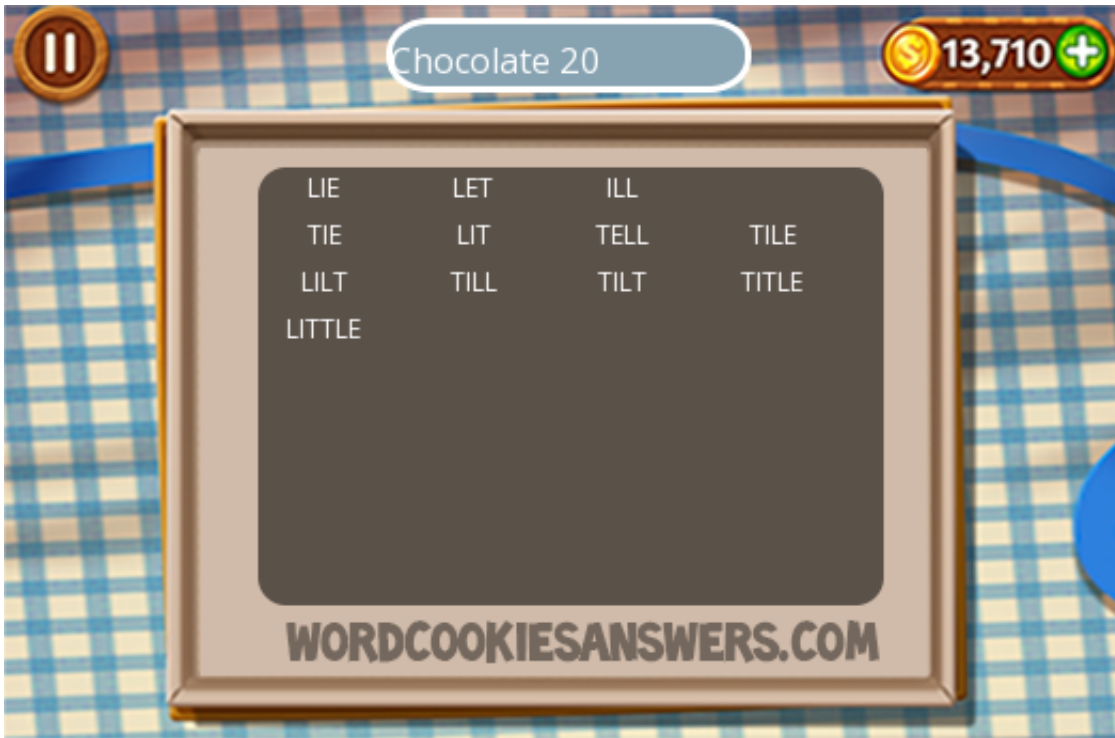 Chocolate 20
13,710
LIE LET ILL
TIE LIT TELL TILE
LILT TILL TILT TITLE
LITTLE
WORDCOOKIESANSWERS.COM